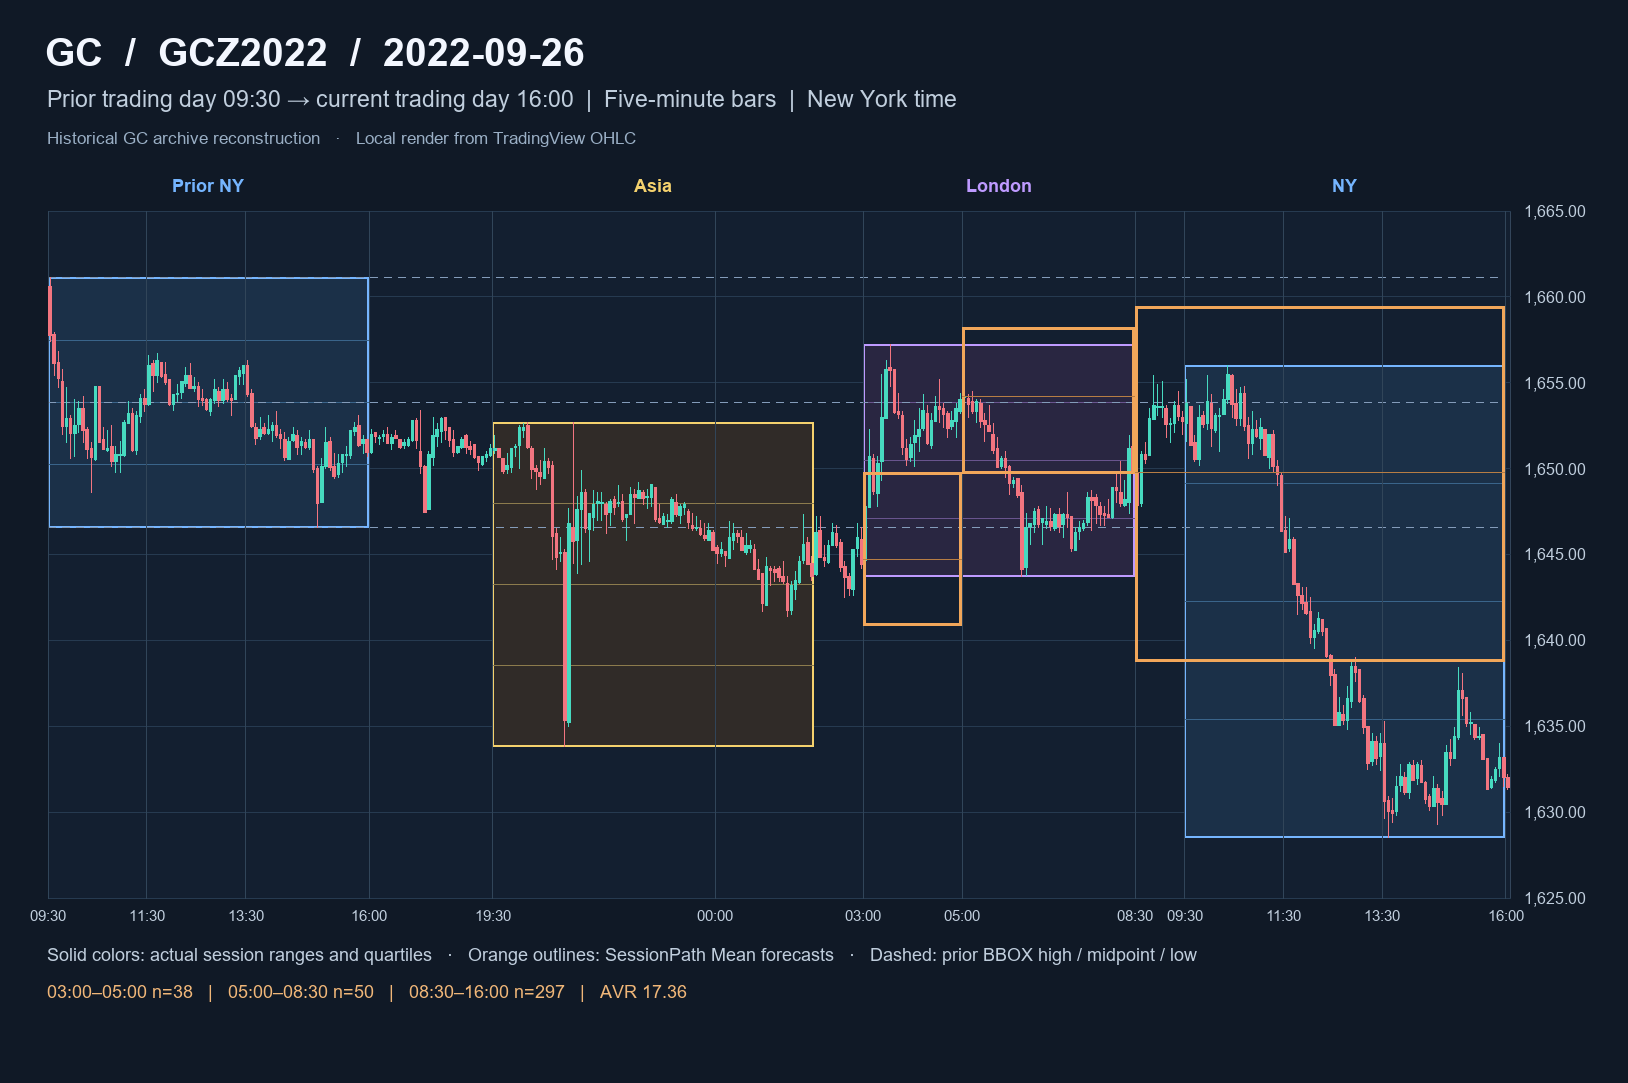 GC / GCZ2022 / 2022-09-26
Prior trading day 09:30 → current trading day 16:00 | Five-minute bars | New York time
Historical GC archive reconstruction · Local render from TradingView OHLC
Prior NY Asia London NY
1,665.00
1,660.00
1,655.00
1,650.00
1,645.00
1,640.00
1,635.00
1,630.00
1,625.00
09:30 11:30 13:30 16:00 19:30 00:00 03:00 05:00 08:30 09:30 11:30 13:30 16:00
Solid colors: actual session ranges and quartiles · Orange outlines: SessionPath Mean forecasts · Dashed: prior BBOX high / midpoint / low
03:00–05:00 n=38 | 05:00–08:30 n=50 | 08:30–16:00 n=297 | AVR 17.36